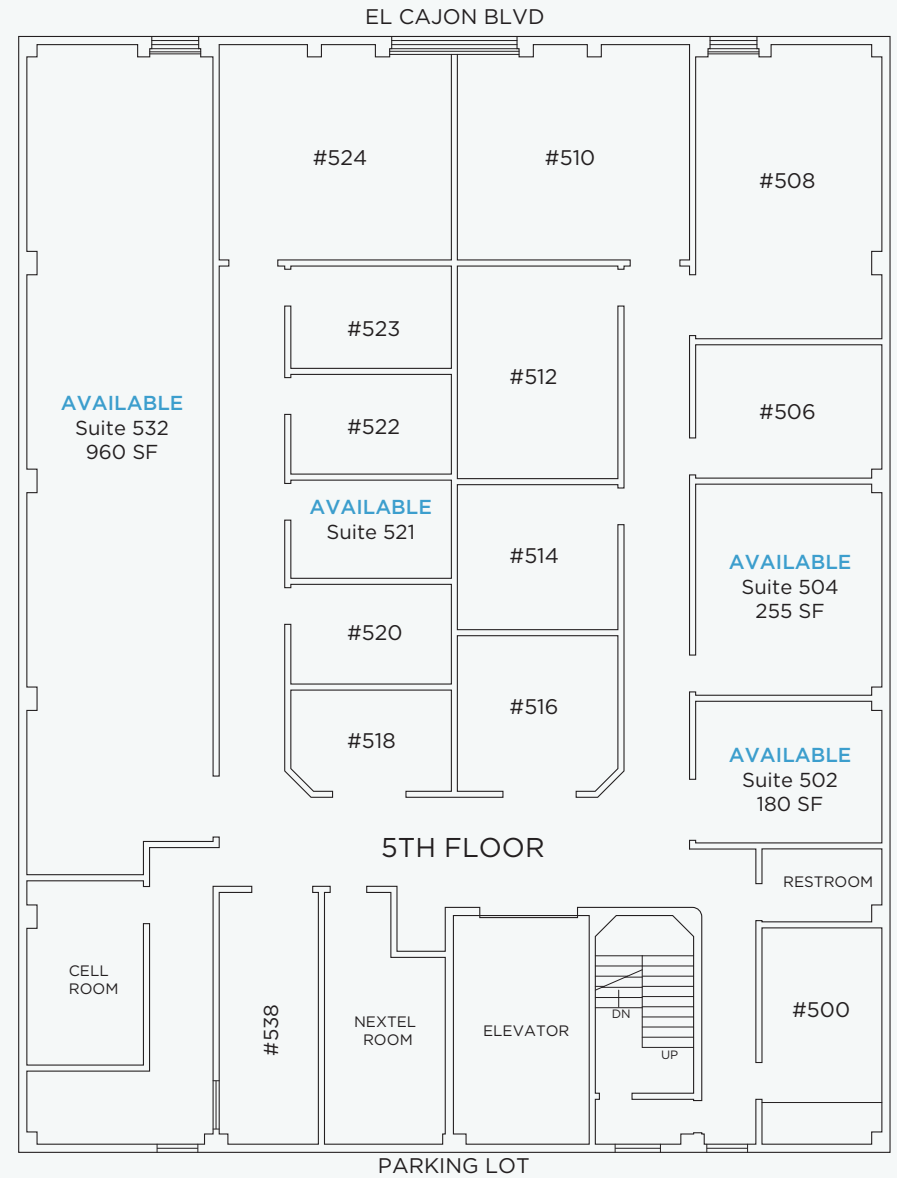 EL CAJON BLVD
#524
#510
#508
#523
#512
#522
#506
AVAILABLE
Suite 532
960 SF
AVAILABLE
Suite 521
#514
AVAILABLE
Suite 504
255 SF
#520
#516
#518
AVAILABLE
Suite 502
180 SF
5TH FLOOR
RESTROOM
CELL
ROOM
#538
NEXTEL
ROOM
ELEVATOR
DN
UP
#500
PARKING LOT